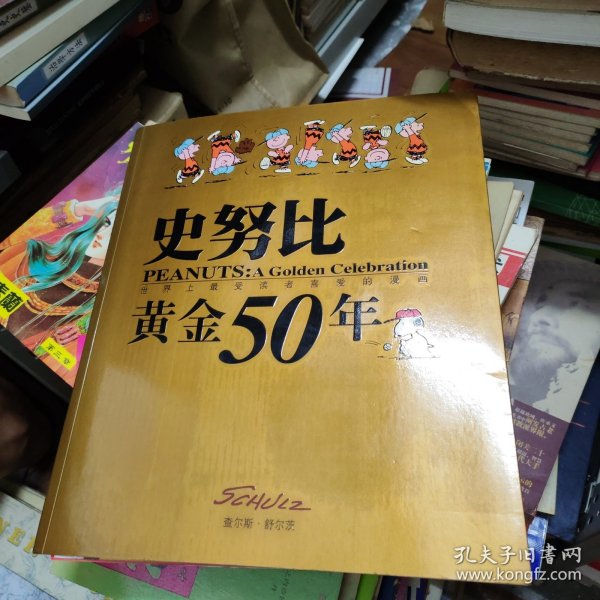 史努比
PEANUTS: A Golden Celebration
世界上最受读者喜爱的漫画
黄金50年
SCHULZ
查尔斯·舒尔茨
孔夫子旧书网
www.kongfz.com